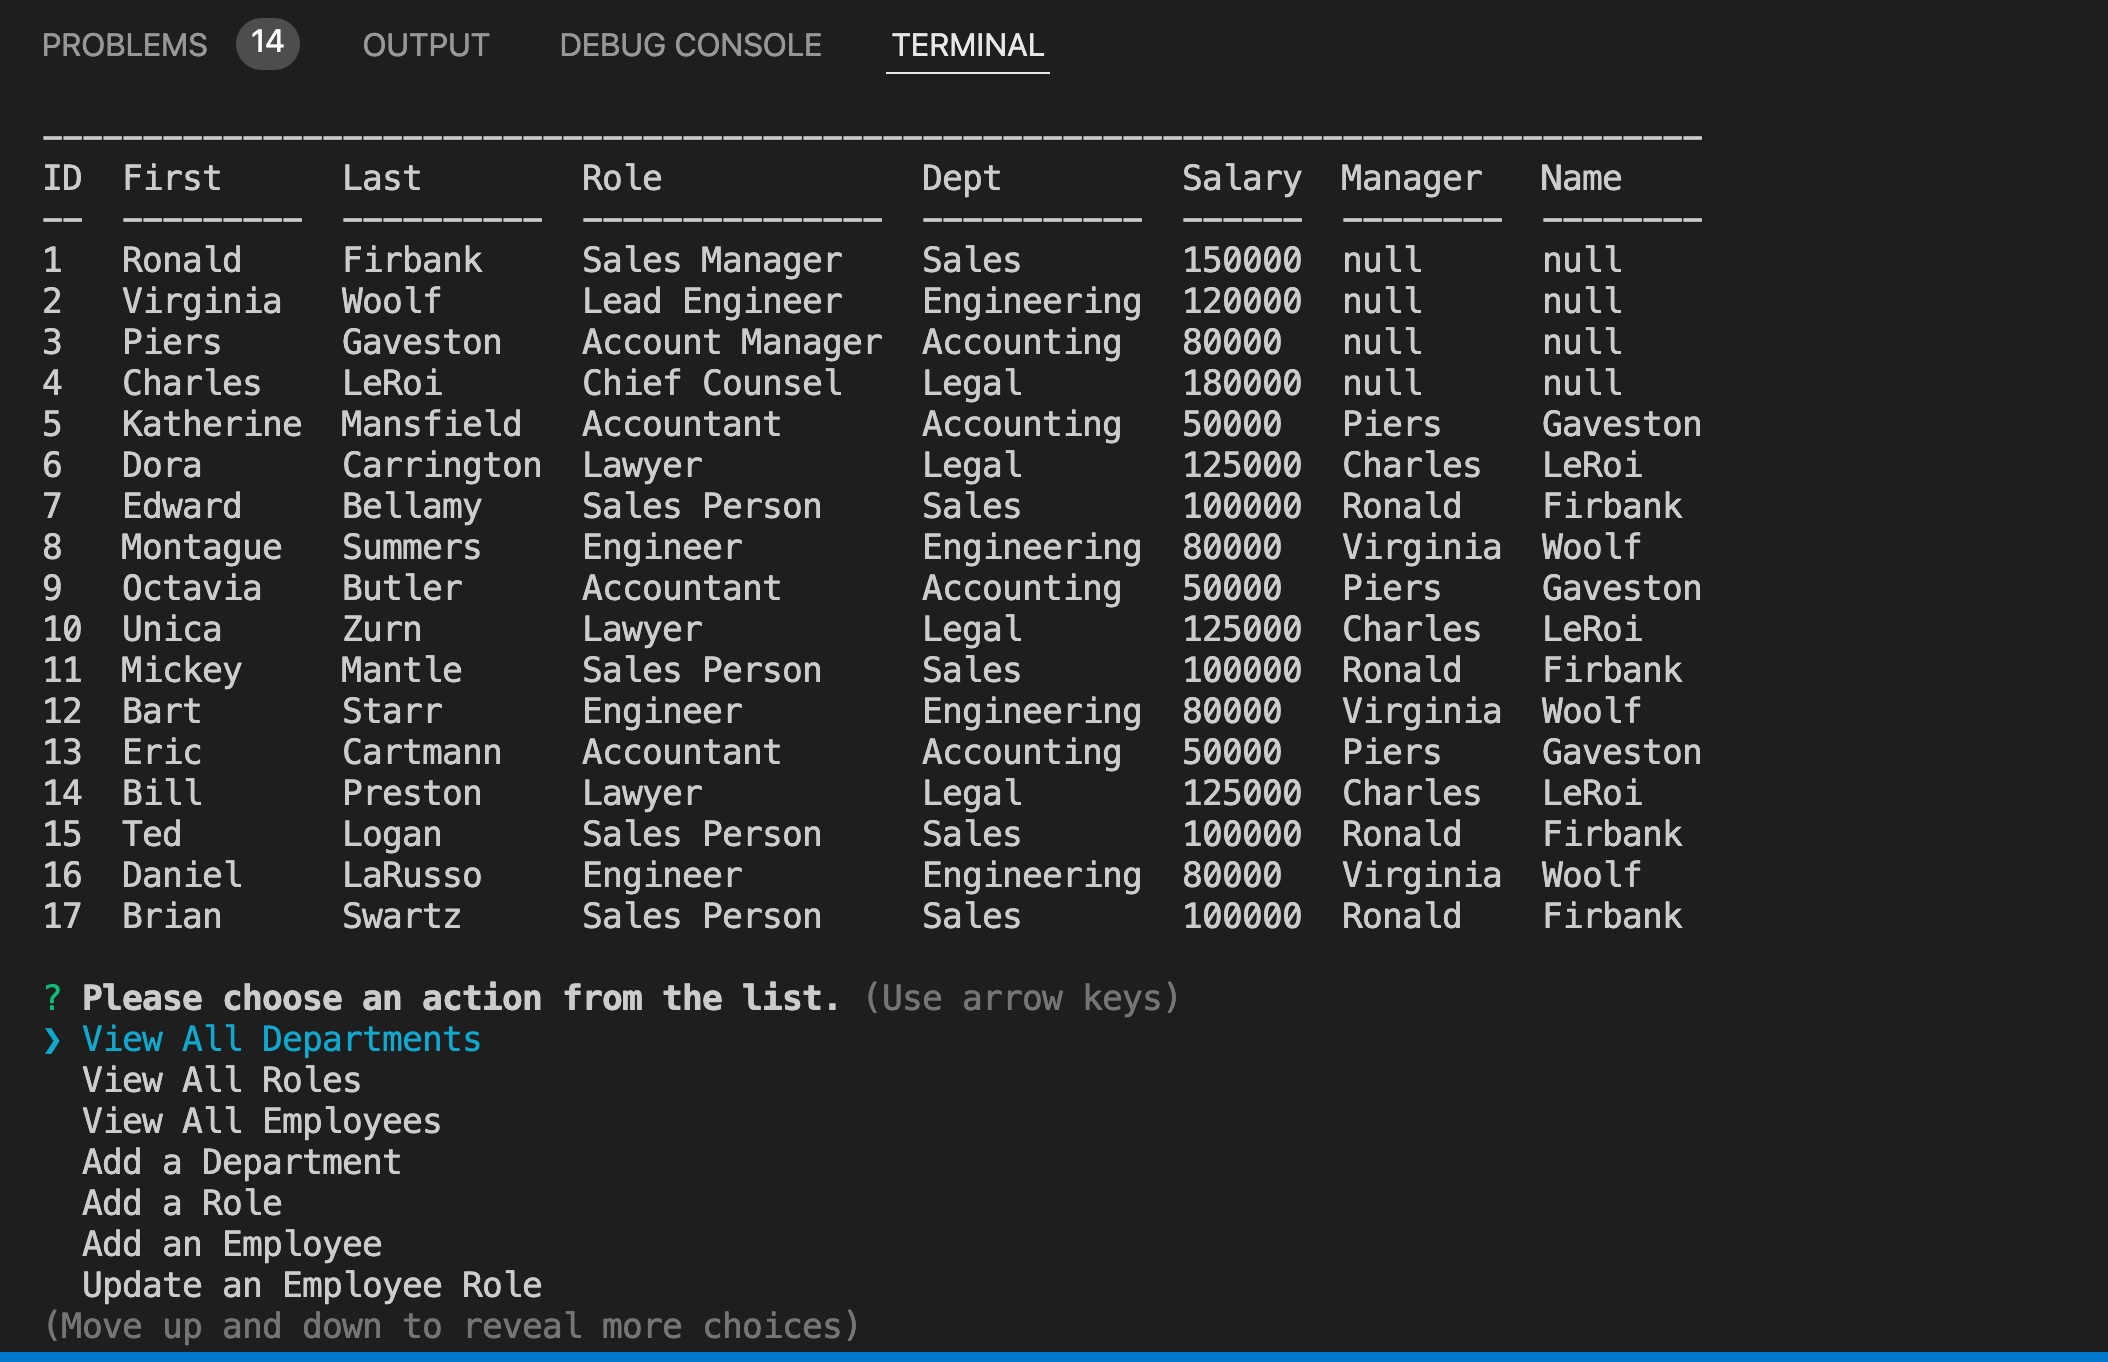 PROBLEMS 14 OUTPUT DEBUG CONSOLE TERMINAL
-----------------------------------------------------------------------------------
ID  First      Last        Role             Dept         Salary  Manager   Name
--  ---------  ----------  ---------------  -----------  ------  --------  --------
1   Ronald     Firbank     Sales Manager    Sales        150000  null      null
2   Virginia   Woolf       Lead Engineer    Engineering  120000  null      null
3   Piers      Gaveston    Account Manager  Accounting   80000   null      null
4   Charles    LeRoi       Chief Counsel    Legal        180000  null      null
5   Katherine  Mansfield   Accountant       Accounting   50000   Piers     Gaveston
6   Dora       Carrington  Lawyer           Legal        125000  Charles   LeRoi
7   Edward     Bellamy     Sales Person     Sales        100000  Ronald    Firbank
8   Montague   Summers     Engineer         Engineering  80000   Virginia  Woolf
9   Octavia    Butler      Accountant       Accounting   50000   Piers     Gaveston
10  Unica      Zurn        Lawyer           Legal        125000  Charles   LeRoi
11  Mickey     Mantle      Sales Person     Sales        100000  Ronald    Firbank
12  Bart       Starr       Engineer         Engineering  80000   Virginia  Woolf
13  Eric       Cartmann    Accountant       Accounting   50000   Piers     Gaveston
14  Bill       Preston     Lawyer           Legal        125000  Charles   LeRoi
15  Ted        Logan       Sales Person     Sales        100000  Ronald    Firbank
16  Daniel     LaRusso     Engineer         Engineering  80000   Virginia  Woolf
17  Brian      Swartz      Sales Person     Sales        100000  Ronald    Firbank
? Please choose an action from the list. (Use arrow keys)
❯ View All Departments
  View All Roles
  View All Employees
  Add a Department
  Add a Role
  Add an Employee
  Update an Employee Role
(Move up and down to reveal more choices)